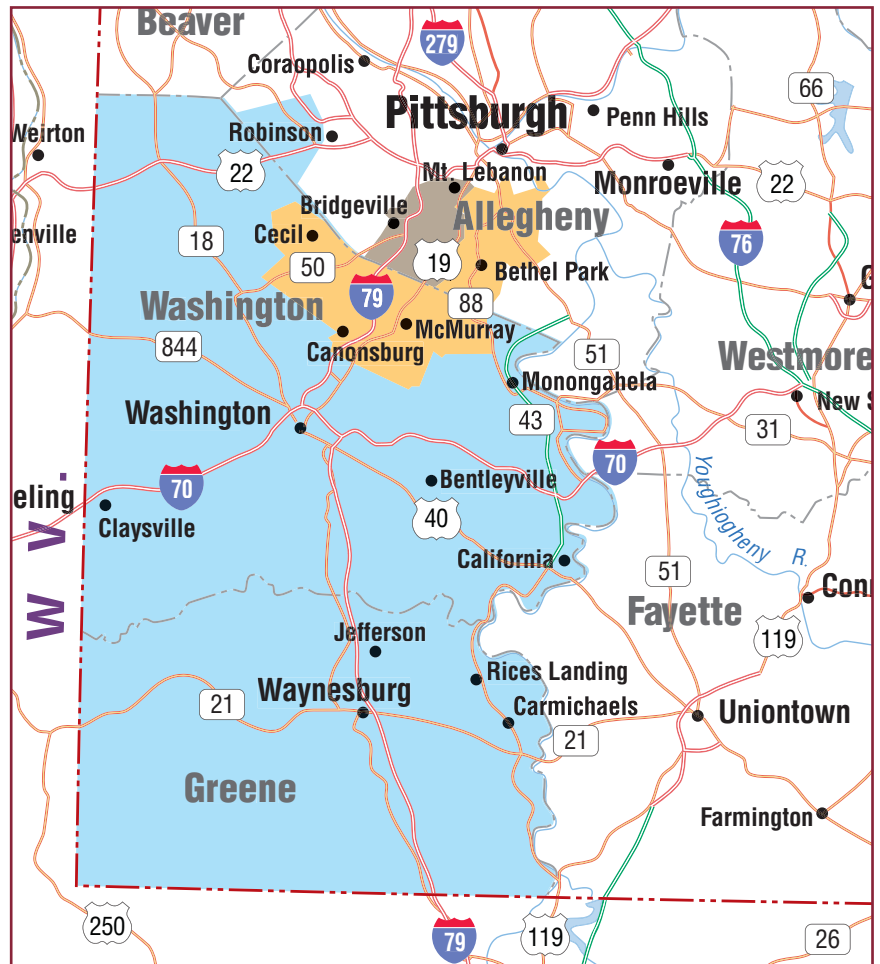 Beaver
279
Coraopolis
66
Pittsburgh
Penn Hills
Weirton
Robinson
22
Mt. Lebanon
Monroeville
22
Bridgeville
Allegheny
enville
18
Cecil
50
19
Bethel Park
76
79
88
Washington
McMurray
844
Canonsburg
51
Westmore
Monongahela
New S
Washington
43
31
70
70
Bentleyville
eling
Claysville
40
Youghiogheny R.
W V.
California
51
Conn
Fayette
Jefferson
119
Rices Landing
Waynesburg
21
Carmichaels
Uniontown
21
Greene
Farmington
250
79
119
26